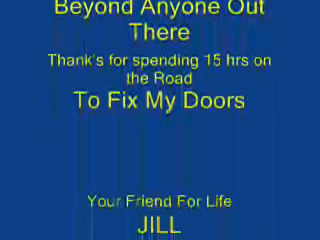 Beyond Anyone Out
There
Thank's for spending 15 hrs on
the Road
To Fix My Doors
Your Friend For Life
JILL